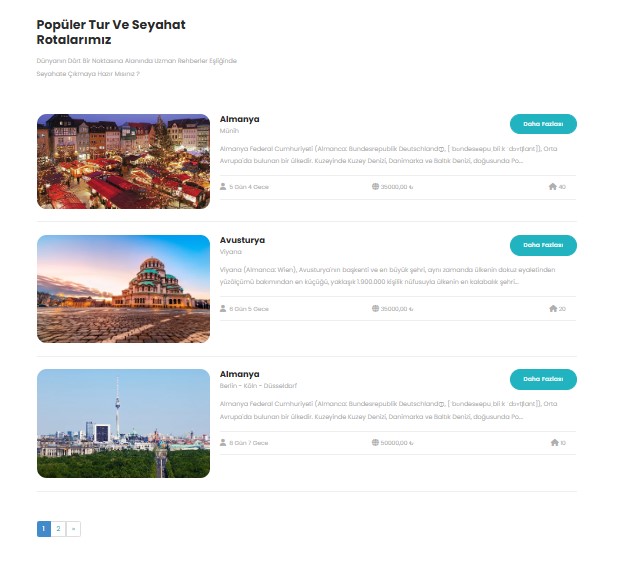 Popüler Tur Ve Seyahat
Rotalarımız
Dünyanın Dört Bir Noktasına Alanında Uzman Rehberler Eşliğinde
Seyahate Çıkmaya Hazır Mısınız ?
Almanya
Daha Fazlası
Münih
Almanya Federal Cumhuriyeti (Almanca: Bundesrepublik Deutschland), Orta
Avrupa'da bulunan bir ülkedir. Kuzeyinde Kuzey Denizi, Danimarka ve Baltık Denizi, doğusunda Po...
5 Gün 4 Gece
35000,00 ₺
40
Avusturya
Daha Fazlası
Viyana
Viyana (Almanca: Wien), Avusturya'nın başkenti ve en büyük şehri, aynı zamanda ülkenin dokuz eyaletinden
yüzölçümü bakımından en küçüğü, yaklaşık 1.900.000 kişilik nüfusuyla ülkenin en kalabalık şehri...
6 Gün 5 Gece
35000,00 ₺
20
Almanya
Daha Fazlası
Berlin - Köln - Düsseldorf
Almanya Federal Cumhuriyeti (Almanca: Bundesrepublik Deutschland), Orta
Avrupa'da bulunan bir ülkedir. Kuzeyinde Kuzey Denizi, Danimarka ve Baltık Denizi, doğusunda Po...
8 Gün 7 Gece
50000,00 ₺
10
1 2 »